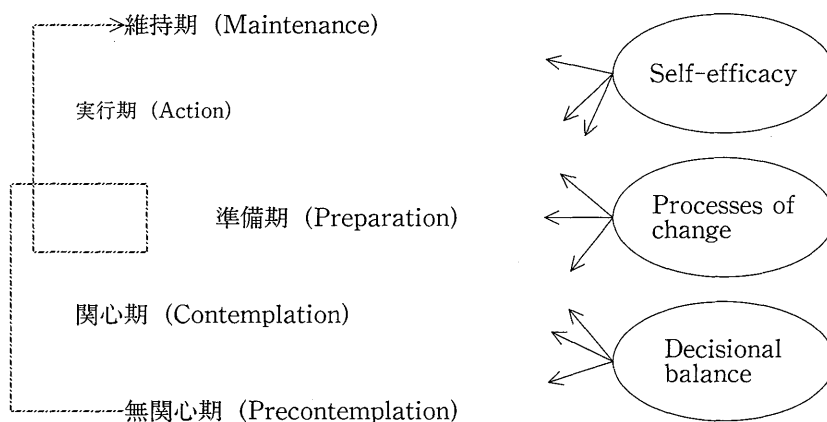 維持期 (Maintenance)
Self-efficacy
実行期 (Action)
準備期 (Preparation)
Processes of
change
関心期 (Contemplation)
Decisional
balance
無関心期 (Precontemplation)